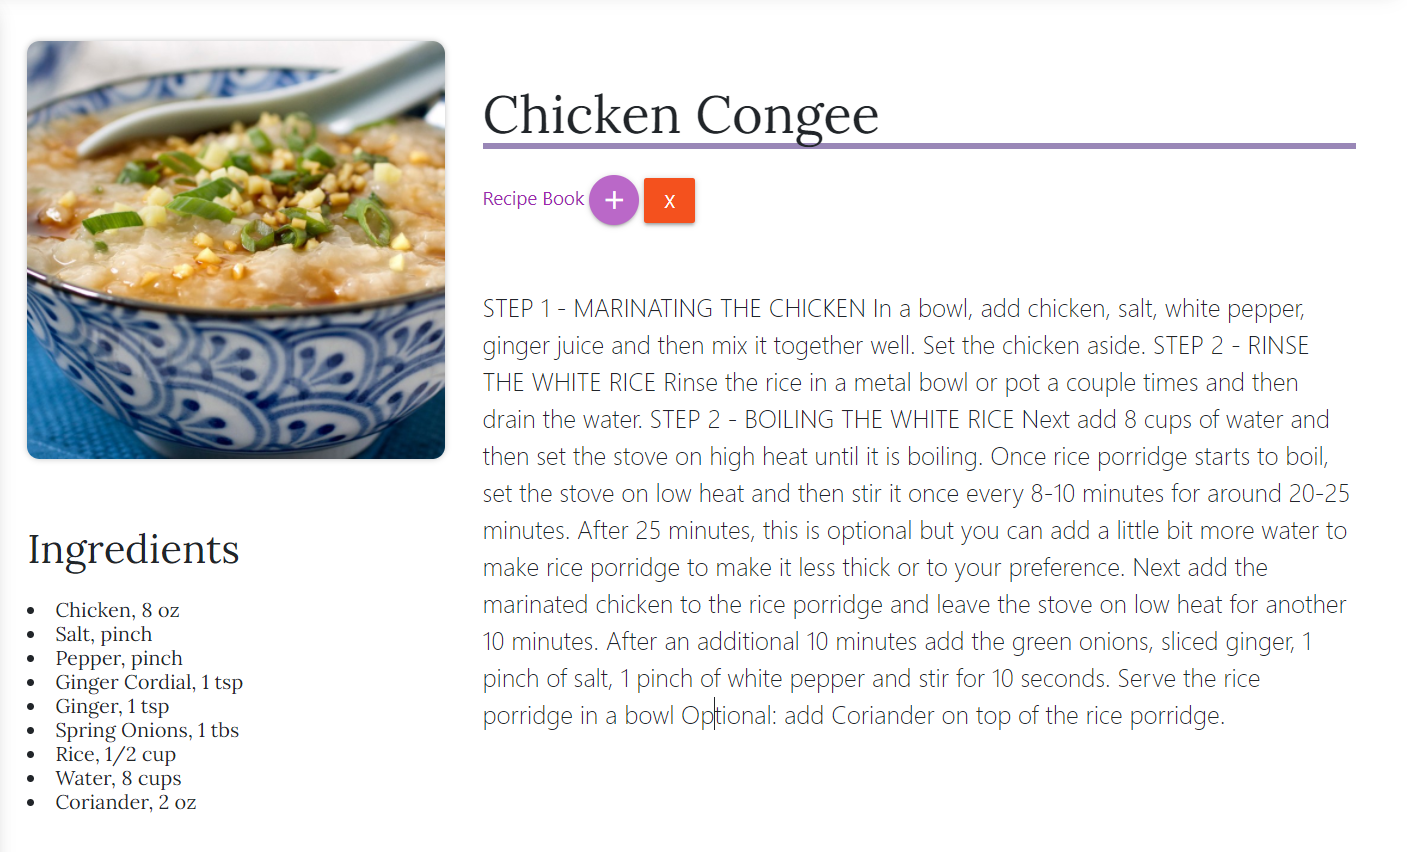 Chicken Congee
Recipe Book + X
STEP 1 - MARINATING THE CHICKEN In a bowl, add chicken, salt, white pepper,
ginger juice and then mix it together well. Set the chicken aside. STEP 2 - RINSE
THE WHITE RICE Rinse the rice in a metal bowl or pot a couple times and then
drain the water. STEP 2 - BOILING THE WHITE RICE Next add 8 cups of water and
then set the stove on high heat until it is boiling. Once rice porridge starts to boil,
set the stove on low heat and then stir it once every 8-10 minutes for around 20-25
minutes. After 25 minutes, this is optional but you can add a little bit more water to
make rice porridge to make it less thick or to your preference. Next add the
marinated chicken to the rice porridge and leave the stove on low heat for another
10 minutes. After an additional 10 minutes add the green onions, sliced ginger, 1
pinch of salt, 1 pinch of white pepper and stir for 10 seconds. Serve the rice
porridge in a bowl Optional: add Coriander on top of the rice porridge.
Ingredients
Chicken, 8 oz
Salt, pinch
Pepper, pinch
Ginger Cordial, 1 tsp
Ginger, 1 tsp
Spring Onions, 1 tbs
Rice, 1/2 cup
Water, 8 cups
Coriander, 2 oz